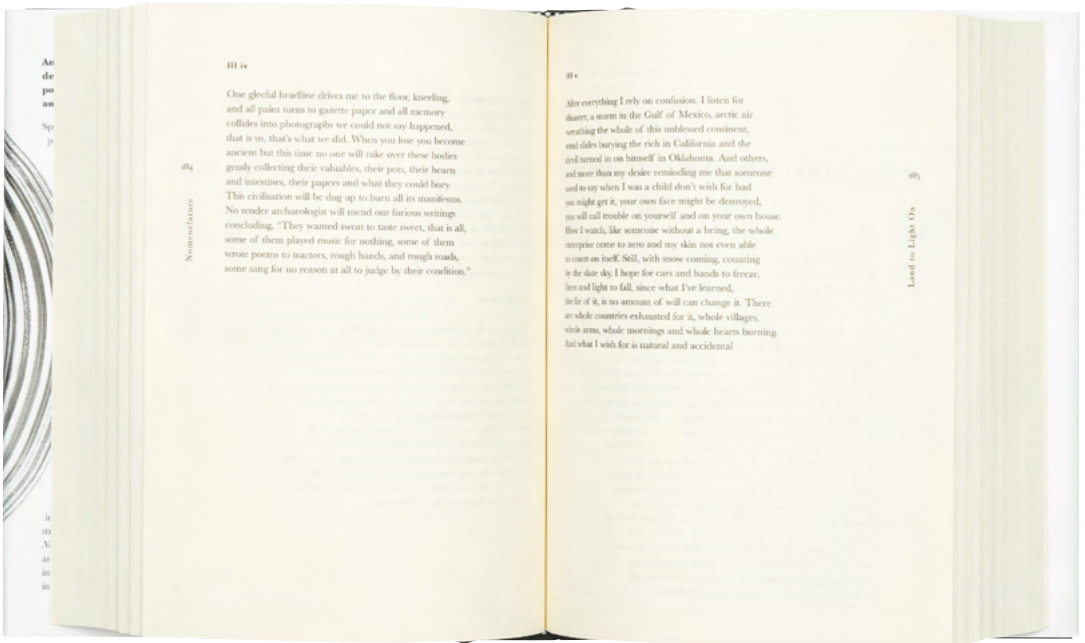 An
de
po
an
Sp
P
in
str
N
ar
in
in
III iv
One gleeful headline drives me to the floor, kneeling,
and all paint turns to gazette paper and all memory
collides into photographs we could not say happened,
that is us, that's what we did. When you lose you become
ancient but this time no one will rake over these bodies
gently collecting their valuables, their pots, their hearts
and intestines, their papers and what they could bury.
This civilisation will be dug up to burn all its manifestos.
No tender archaeologist will mend our furious writings
concluding, "They wanted sweat to taste sweet, that is all,
some of them played music for nothing, some of them
wrote poems to tractors, rough hands, and rough roads,
some sang for no reason at all to judge by their condition."
284
Nomenclature
III v
After everything I rely on confusion. I listen for
disaster, a storm in the Gulf of Mexico, arctic air
wreathing the whole of this unblessed continent,
mud slides burying the rich in California and the
devil turned in on himself in Oklahoma. And others,
and more than my desire reminding me that someone
used to say when I was a child don't wish for bad
you might get it, your own face might be destroyed,
you will call trouble on yourself and on your own house.
How I watch, like someone without a being, the whole
enterprise come to zero and my skin not even able
to count on itself. Still, with snow coming, counting
by the slate sky, I hope for cars and hands to freeze,
lines and light to fall, since what I've learned,
the lie of it, is no amount of will can change it. There
are whole countries exhausted for it, whole villages,
whole arms, whole mornings and whole hearts burning.
And what I wish for is natural and accidental
285
Land to Light On